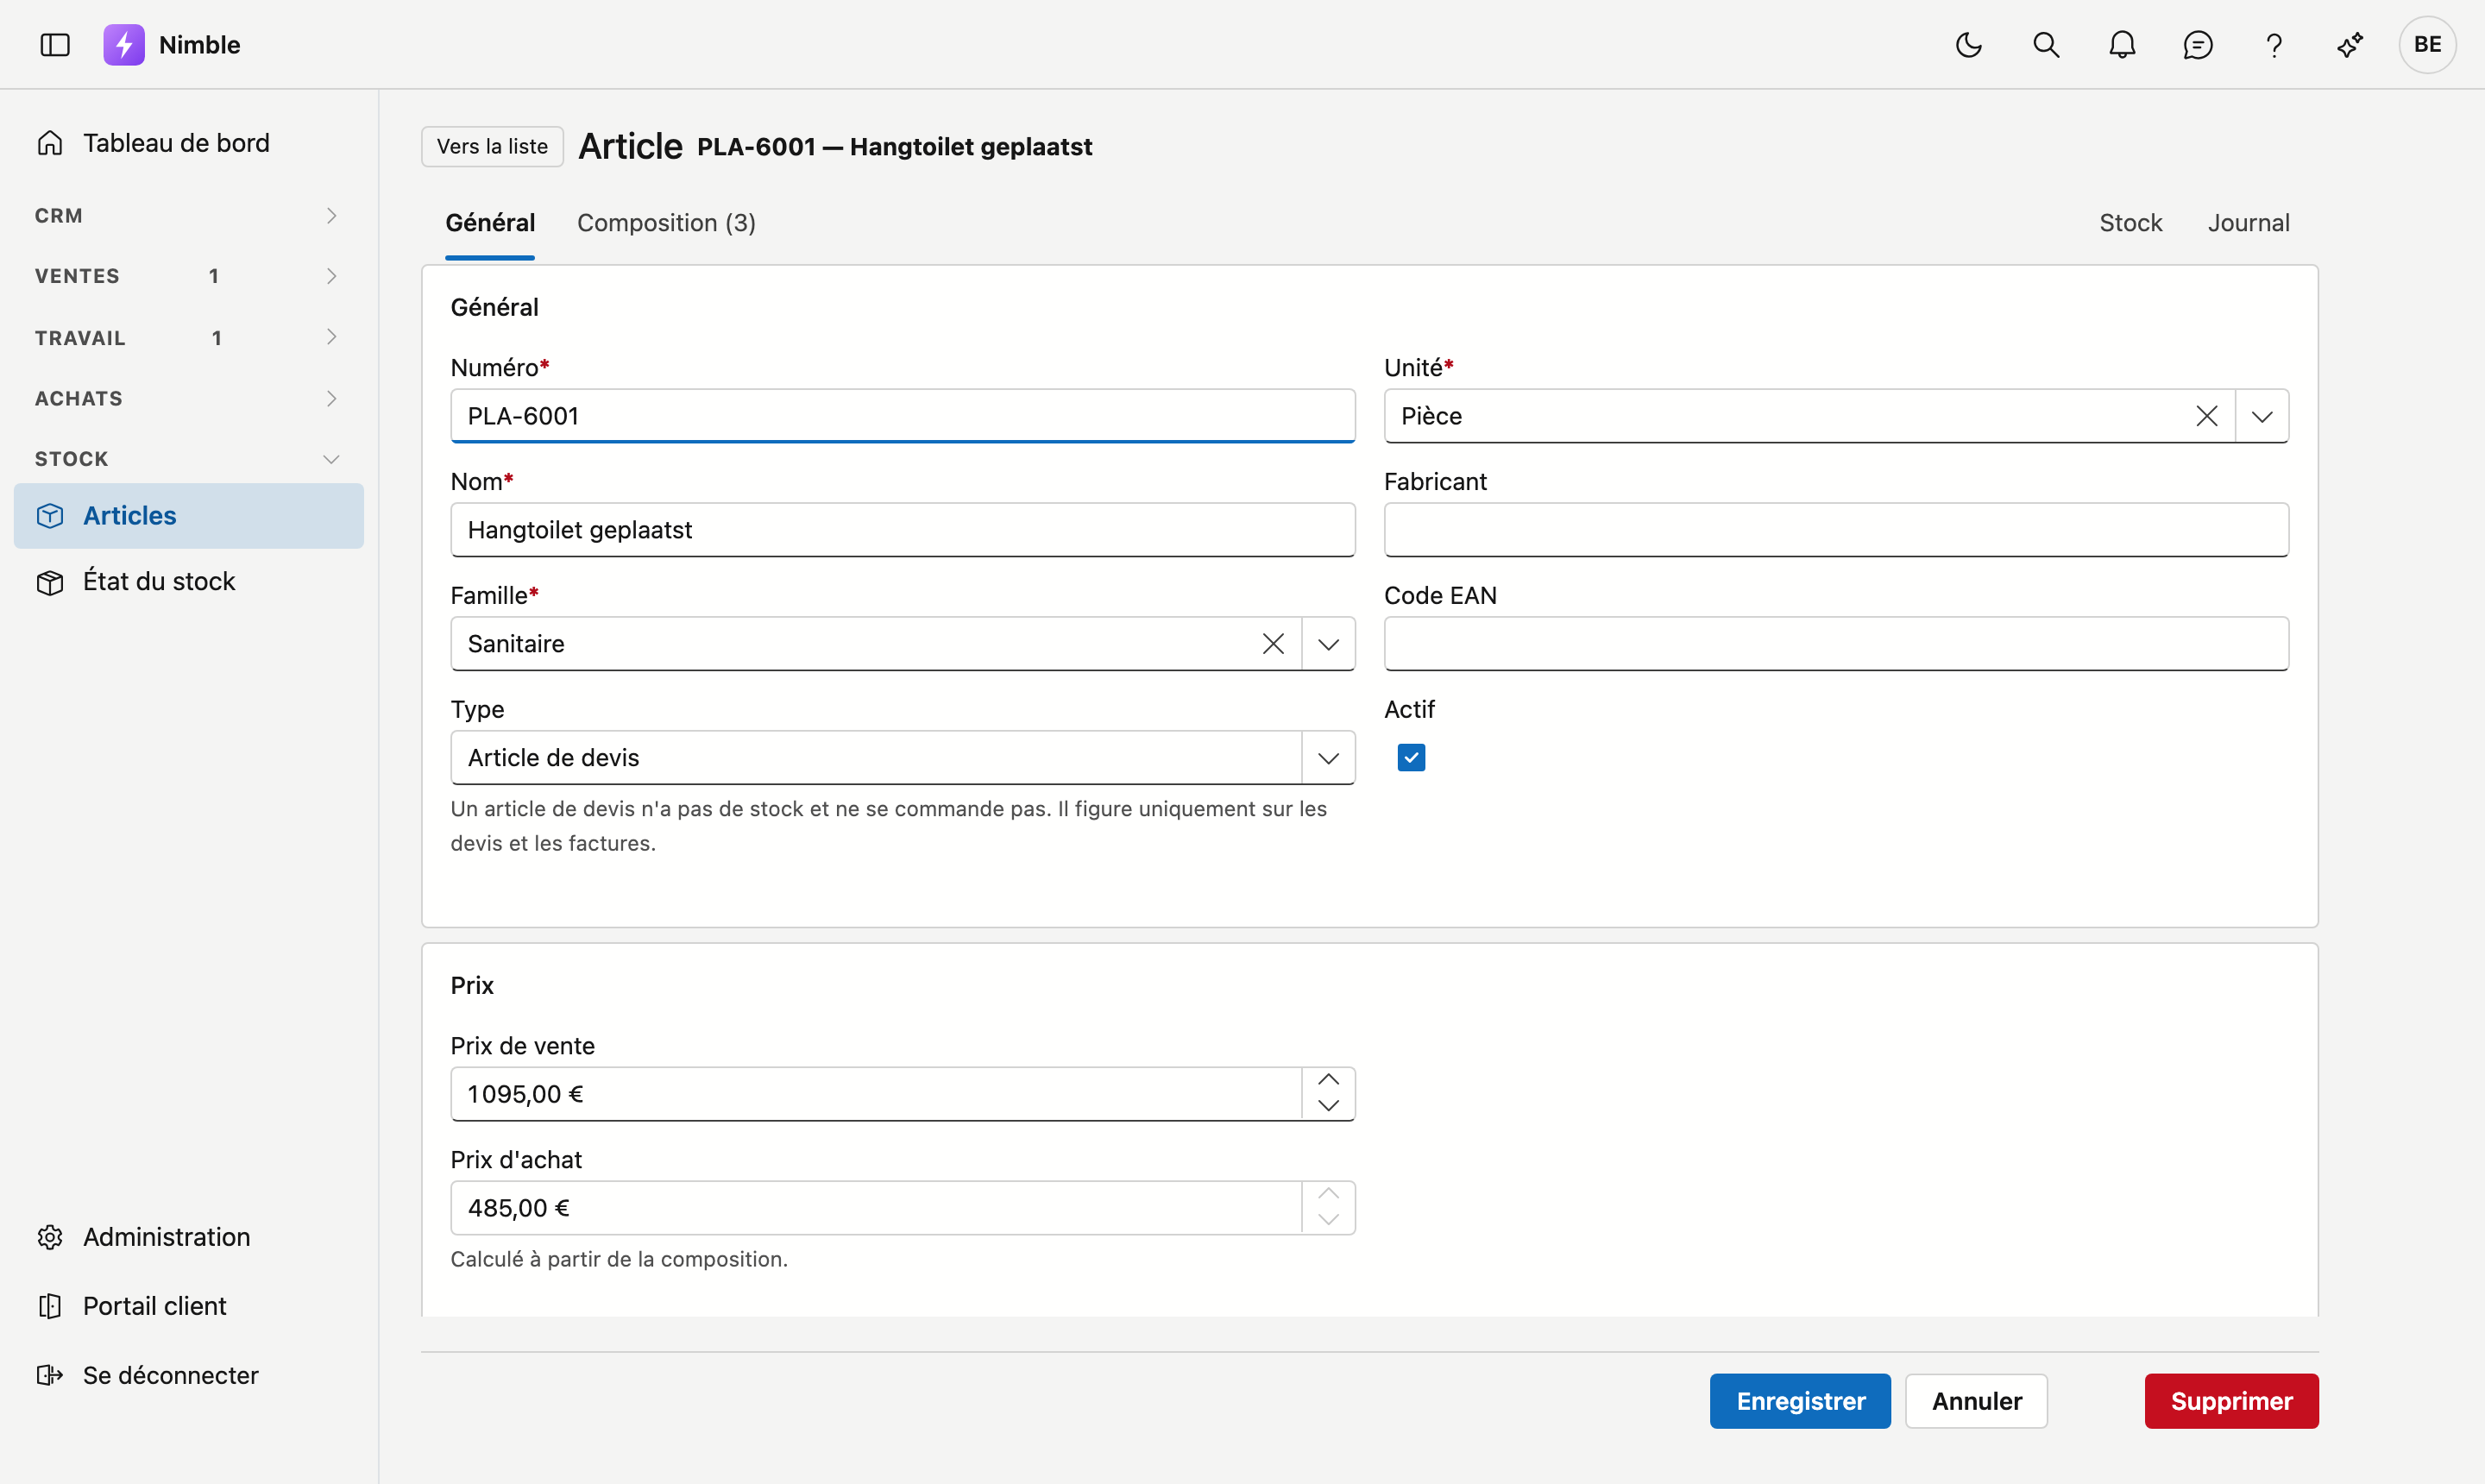 Nimble
BE
Tableau de bord
CRM
VENTES 1
TRAVAIL 1
ACHATS
STOCK
Articles
État du stock
Administration
Portail client
Se déconnecter
Vers la liste
Article PLA-6001 — Hangtoilet geplaatst
Général
Composition (3)
Stock
Journal
Général
Numéro*
PLA-6001
Unité*
Pièce
Nom*
Hangtoilet geplaatst
Fabricant
Famille*
Sanitaire
Code EAN
Type
Article de devis
Actif
Un article de devis n'a pas de stock et ne se commande pas. Il figure uniquement sur les
devis et les factures.
Prix
Prix de vente
1 095,00 €
Prix d'achat
485,00 €
Calculé à partir de la composition.
Enregistrer
Annuler
Supprimer